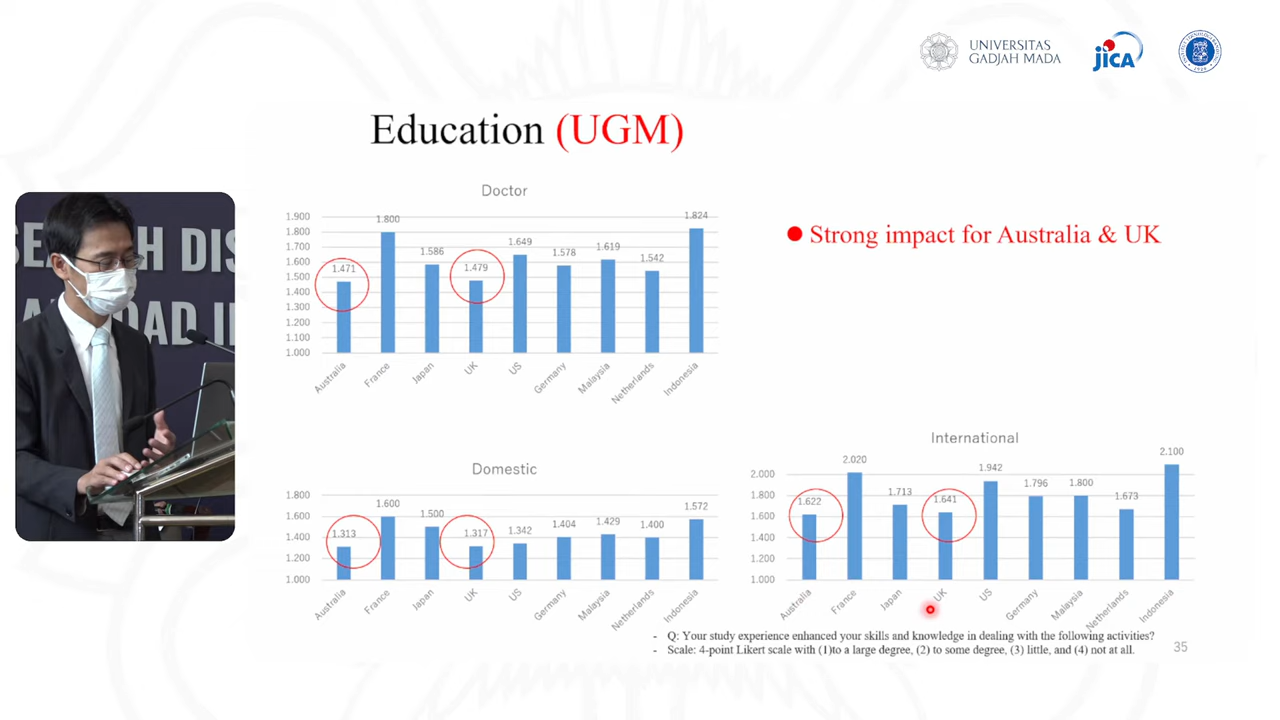 UNIVERSITAS
GADJAH MADA
JICA
Education (UGM)
SEARCH DIS
AD I
Doctor
1.900
1.800
1.700
1.600
1.500
1.400
1.300
1.200
1.100
1.000
1.471
1.800
1.586
1.479
1.649
1.578
1.619
1.542
1.824
Australia
France
Japan
UK
US
Germany
Malaysia
Netherlands
Indonesia
● Strong impact for Australia & UK
Domestic
1.800
1.600
1.400
1.200
1.000
1.313
1.600
1.500
1.317
1.342
1.404
1.429
1.400
1.572
Australia
France
Japan
UK
US
Germany
Malaysia
Netherlands
Indonesia
International
2.000
1.800
1.600
1.400
1.200
1.000
1.622
2.020
1.713
1.641
1.942
1.796
1.800
1.673
2.100
Australia
France
Japan
UK
US
Germany
Malaysia
Netherlands
Indonesia
- Q: Your study experience enhanced your skills and knowledge in dealing with the following activities?
- Scale: 4-point Likert scale with (1)to a large degree, (2) to some degree, (3) little, and (4) not at all.
35